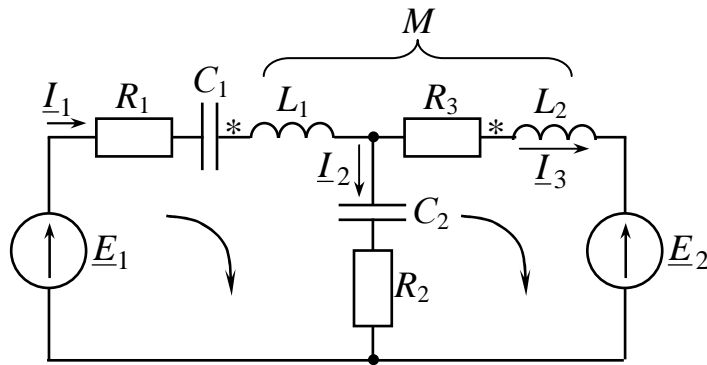 M
I₁ R₁ C₁ * L₁ R₃ * L₂
I₂ I₃
C₂
E₁ E₂
R₂